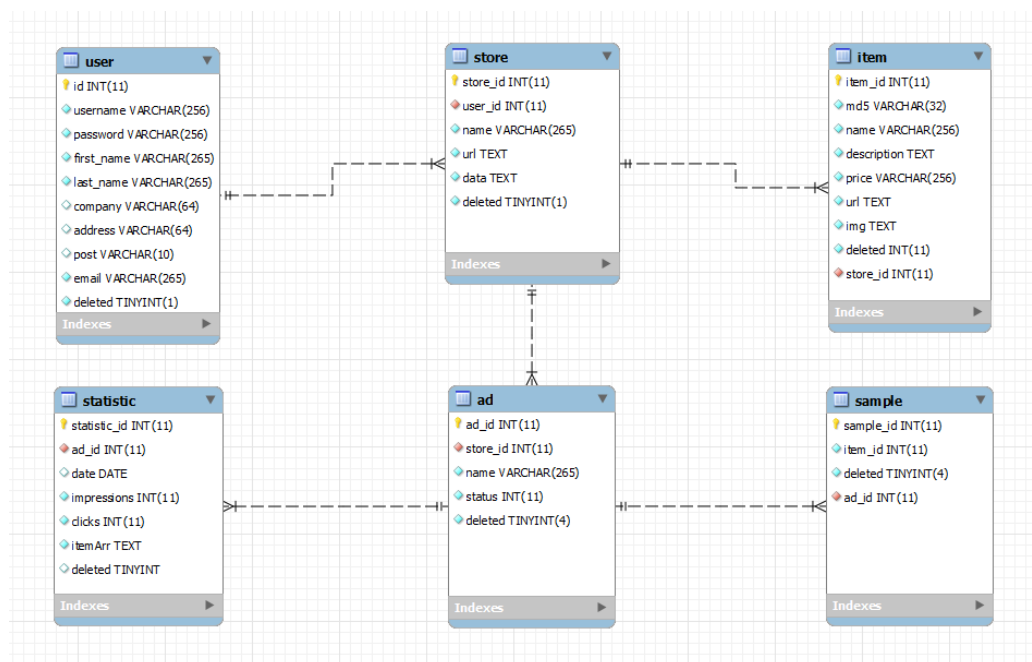 user
id INT(11)
username VARCHAR(256)
password VARCHAR(256)
first_name VARCHAR(265)
last_name VARCHAR(265)
company VARCHAR(64)
address VARCHAR(64)
post VARCHAR(10)
email VARCHAR(265)
deleted TINYINT(1)
Indexes
store
store_id INT(11)
user_id INT(11)
name VARCHAR(265)
url TEXT
data TEXT
deleted TINYINT(1)
Indexes
item
item_id INT(11)
md5 VARCHAR(32)
name VARCHAR(256)
description TEXT
price VARCHAR(256)
url TEXT
img TEXT
deleted INT(11)
store_id INT(11)
Indexes
statistic
statistic_id INT(11)
ad_id INT(11)
date DATE
impressions INT(11)
clicks INT(11)
itemArr TEXT
deleted TINYINT
Indexes
ad
ad_id INT(11)
store_id INT(11)
name VARCHAR(265)
status INT(11)
deleted TINYINT(4)
Indexes
sample
sample_id INT(11)
item_id INT(11)
deleted TINYINT(4)
ad_id INT(11)
Indexes